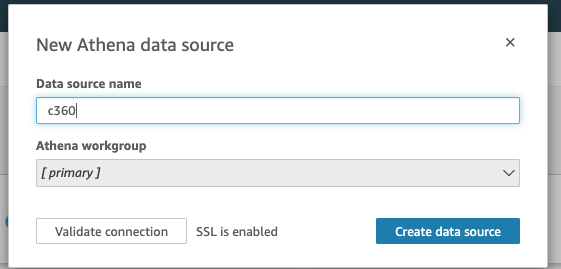 New Athena data source
Data source name
c360
Athena workgroup
[ primary ]
Validate connection SSL is enabled Create data source